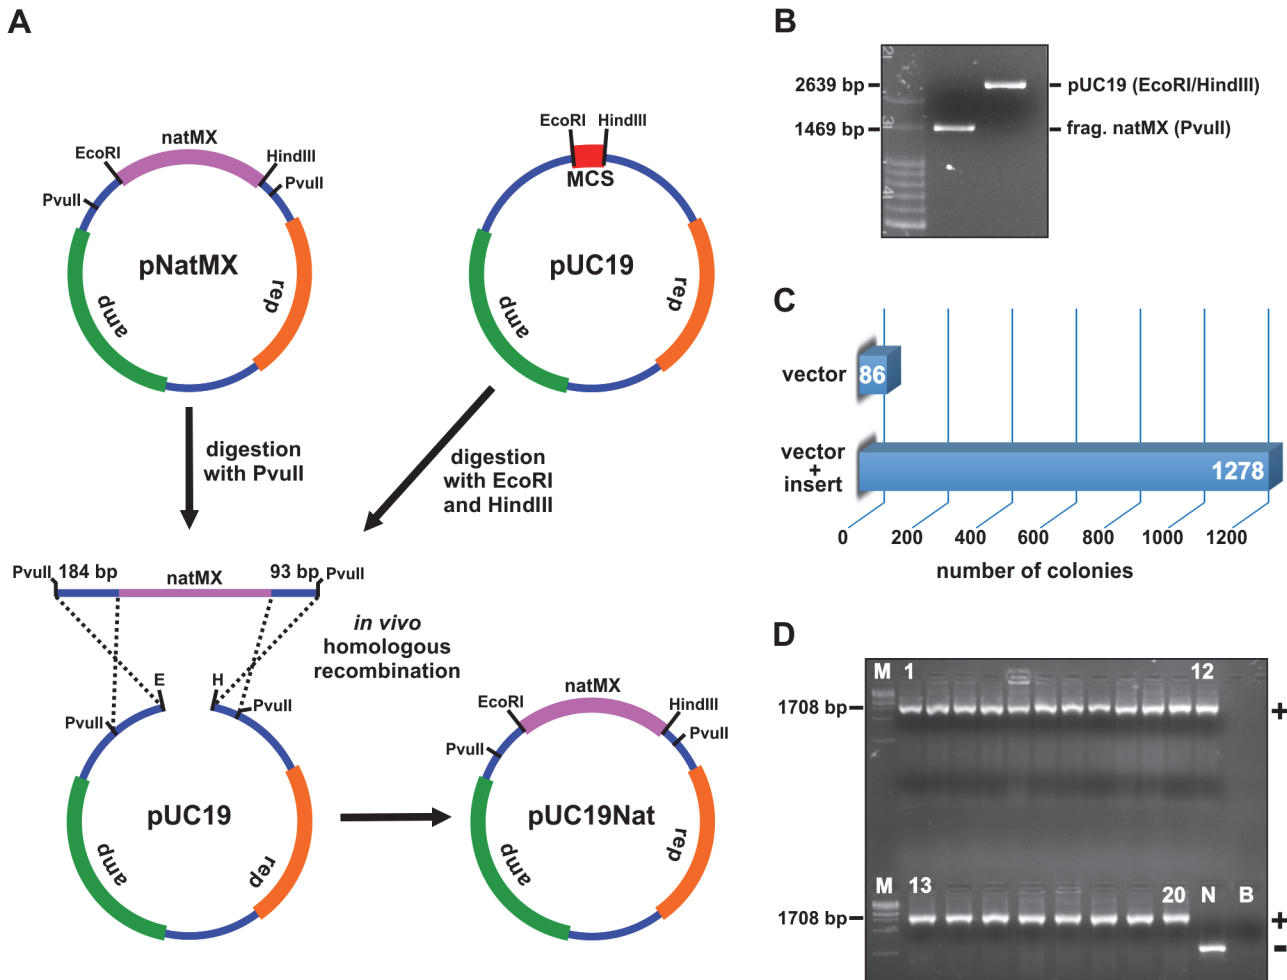 A
natMX
EcoRI
HindIII
PvuII
PvuII
pNatMX
amp
rep
EcoRI HindIII
MCS
pUC19
amp
rep
digestion
with PvuII
digestion
with EcoRI
and HindIII
PvuII 184 bp natMX 93 bp PvuII
in vivo
homologous
recombination
E H
PvuII
PvuII
pUC19
amp
rep
natMX
EcoRI
HindIII
PvuII
PvuII
pUC19Nat
amp
rep
B
2639 bp
pUC19 (EcoRI/HindIII)
1469 bp
frag. natMX (PvuII)
C
vector
86
vector
+
insert
1278
0 200 400 600 800 1000 1200
number of colonies
D
M 1 12
1708 bp
+
M 13 20 N B
1708 bp
+
-